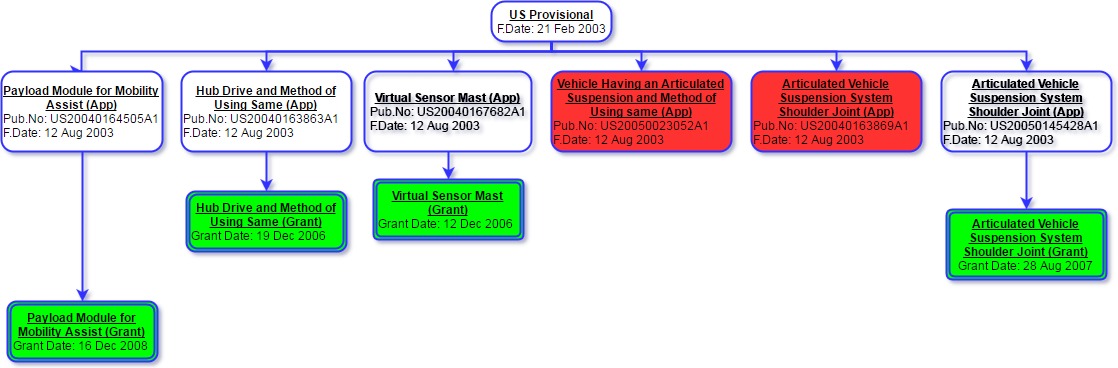 US Provisional
F.Date: 21 Feb 2003
Payload Module for Mobility
Assist (App)
Pub.No: US20040164505A1
F.Date: 12 Aug 2003
Hub Drive and Method of
Using Same (App)
Pub.No: US20040163863A1
F.Date: 12 Aug 2003
Virtual Sensor Mast (App)
Pub.No: US20040167682A1
F.Date: 12 Aug 2003
Vehicle Having an Articulated
Suspension and Method of
Using same (App)
Pub.No: US20050023052A1
F.Date: 12 Aug 2003
Articulated Vehicle
Suspension System
Shoulder Joint (App)
Pub.No: US20040163869A1
F.Date: 12 Aug 2003
Articulated Vehicle
Suspension System
Shoulder Joint (App)
Pub.No: US20050145428A1
F.Date: 12 Aug 2003
Hub Drive and Method of
Using Same (Grant)
Grant Date: 19 Dec 2006
Virtual Sensor Mast
(Grant)
Grant Date: 12 Dec 2006
Articulated Vehicle
Suspension System
Shoulder Joint (Grant)
Grant Date: 28 Aug 2007
Payload Module for
Mobility Assist (Grant)
Grant Date: 16 Dec 2008